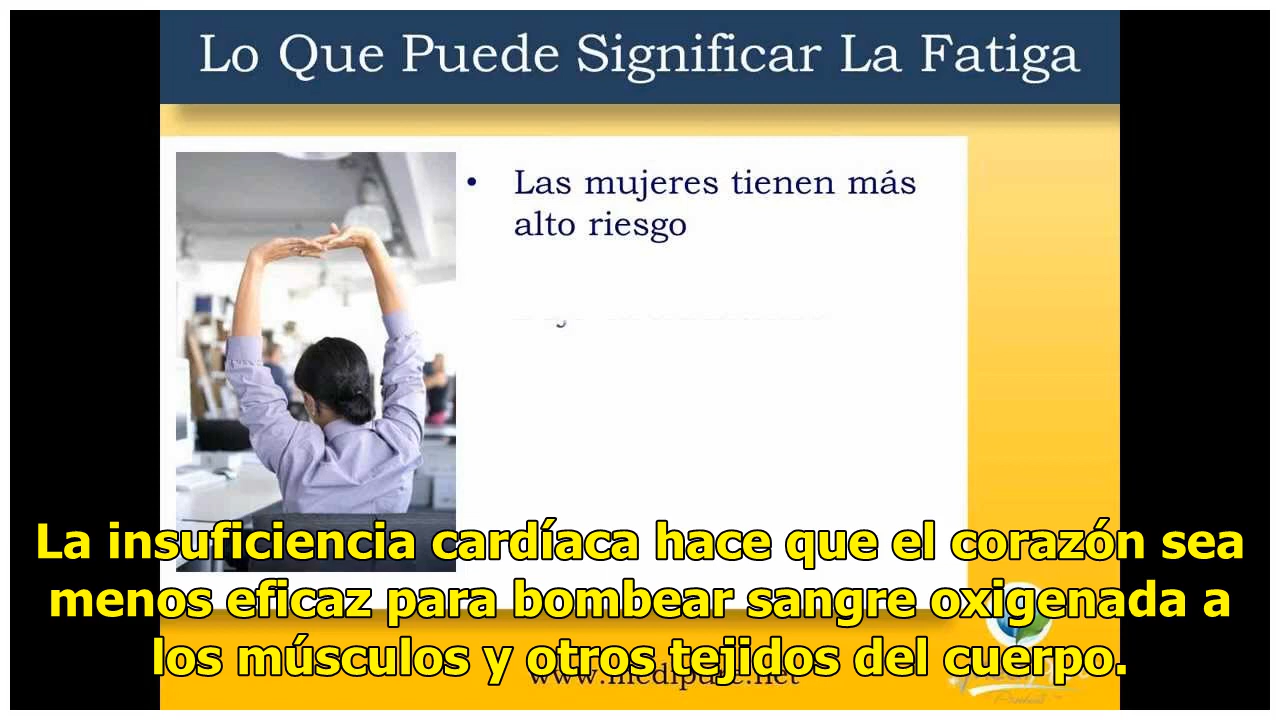 Lo Que Puede Significar La Fatiga
• Las mujeres tienen más
alto riesgo
La insuficiencia cardíaca hace que el corazón sea
menos eficaz para bombear sangre oxigenada a
los músculos y otros tejidos del cuerpo.